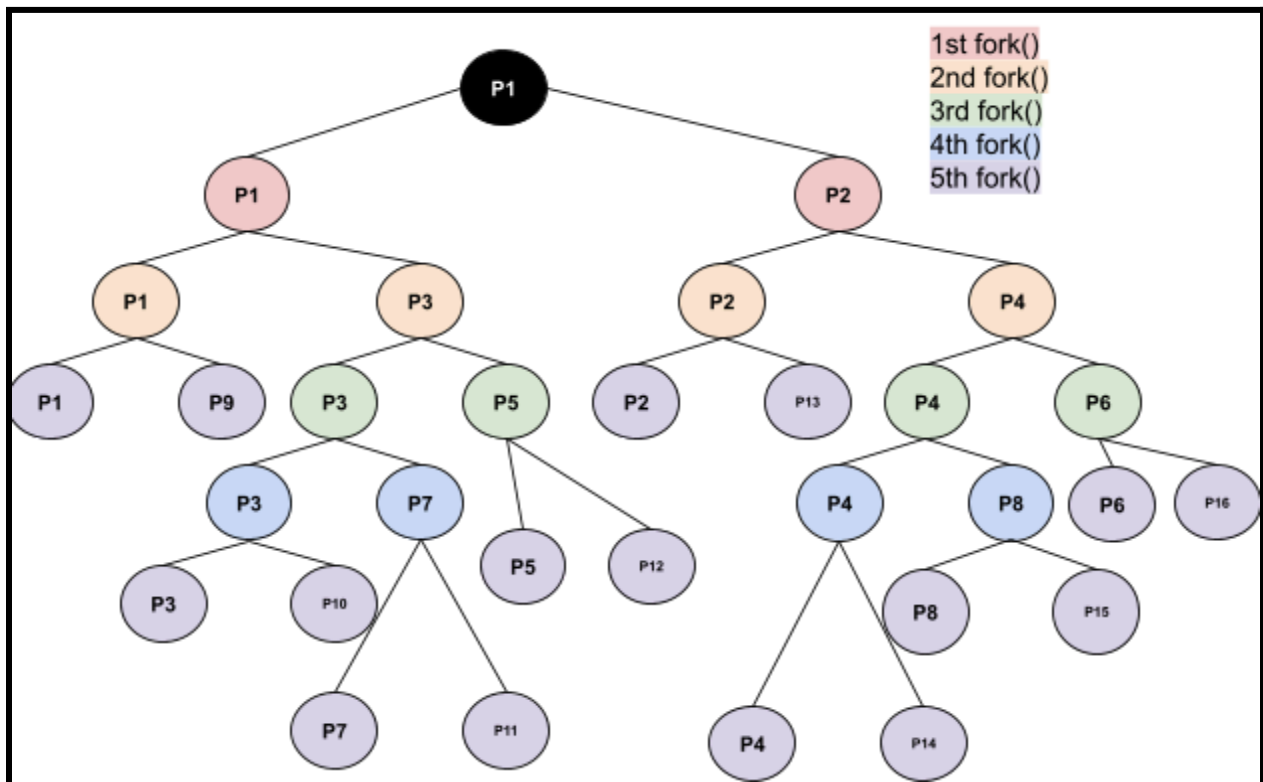 1st fork()
2nd fork()
3rd fork()
4th fork()
5th fork()
P1
P1
P2
P1
P3
P2
P4
P1
P9
P3
P5
P2
P13
P4
P6
P3
P7
P4
P8
P6
P16
P5
P12
P3
P10
P8
P15
P7
P11
P4
P14